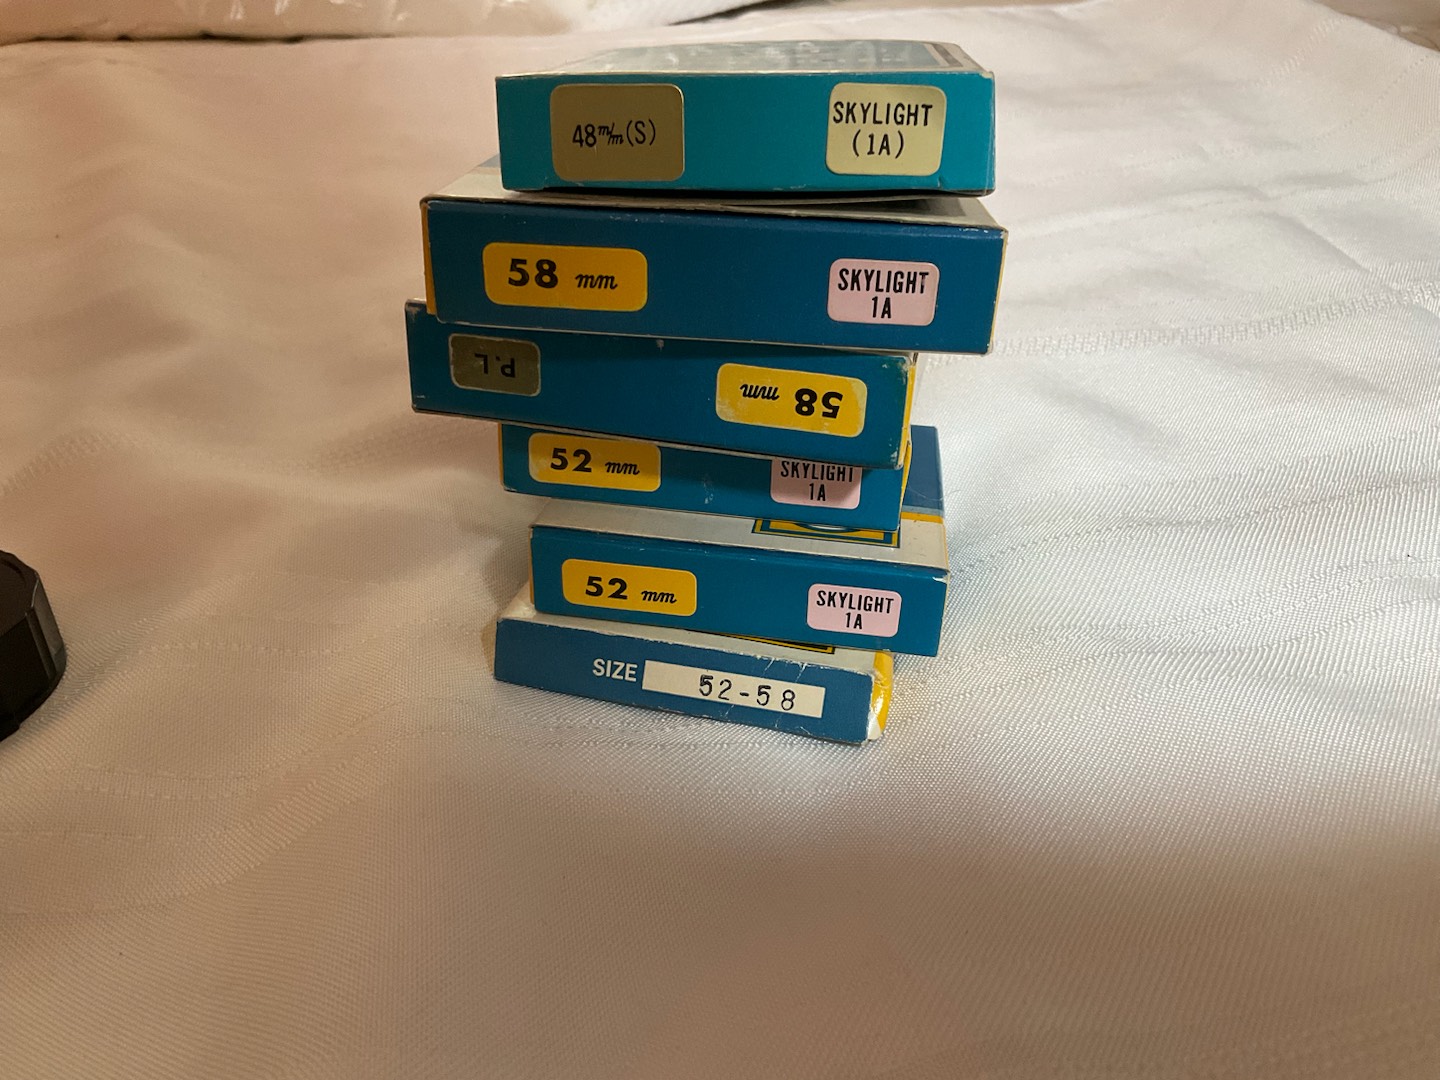 48m/m(S)
SKYLIGHT
(1A)
58 mm
SKYLIGHT
1A
P.L
58 mm
52 mm
SKYLIGHT
1A
52 mm
SKYLIGHT
1A
SIZE 52-58